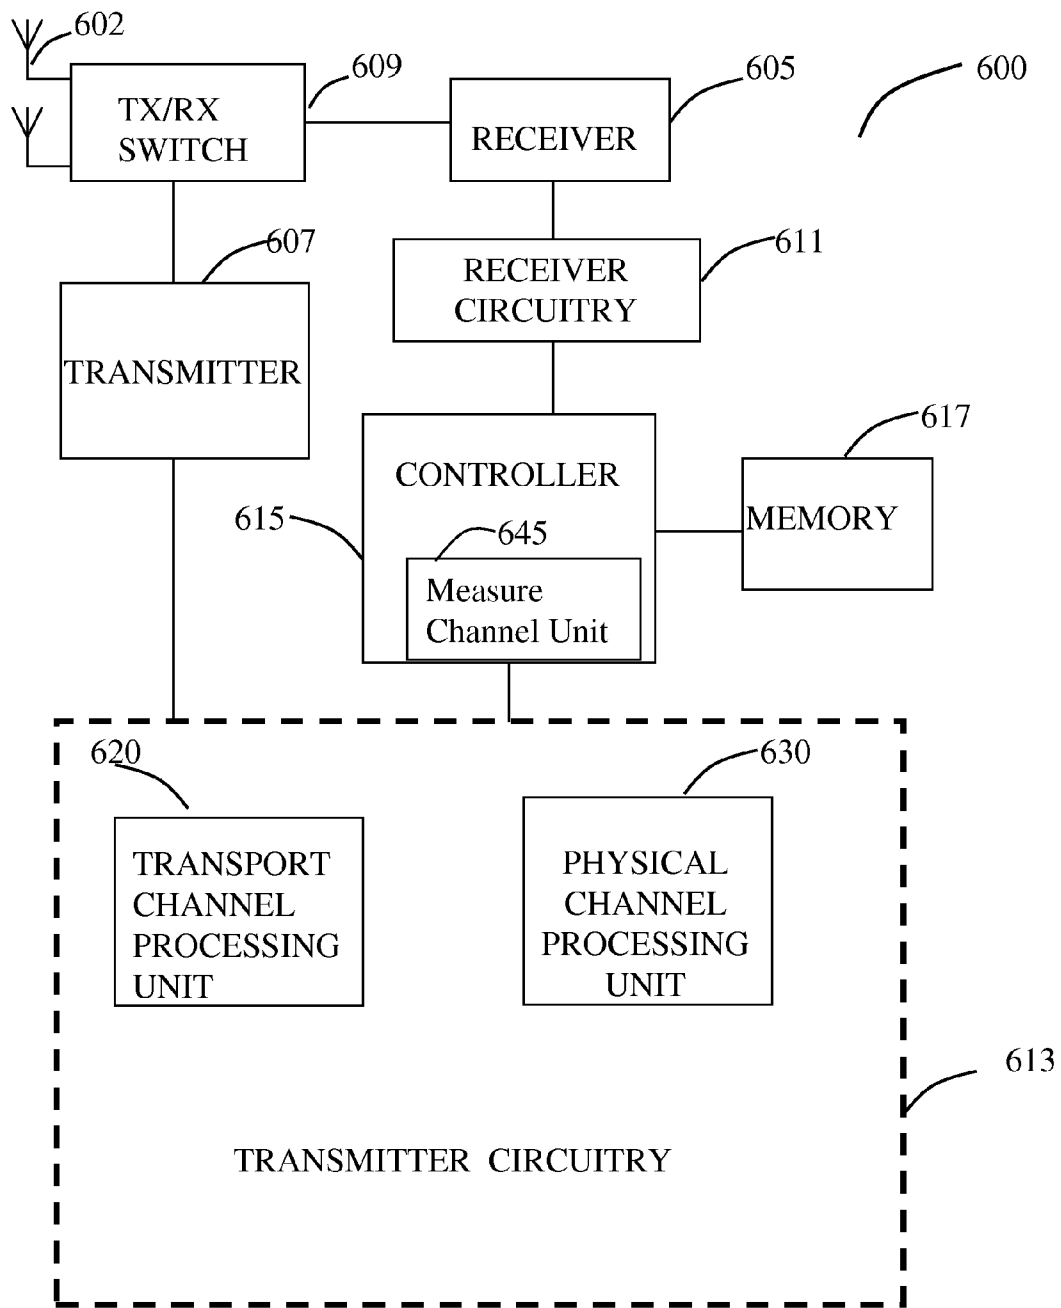 602
609
605
600
TX/RX
SWITCH
RECEIVER
607
611
RECEIVER
CIRCUITRY
TRANSMITTER
617
CONTROLLER
615
645
MEMORY
Measure
Channel Unit
620
630
TRANSPORT
CHANNEL
PROCESSING
UNIT
PHYSICAL
CHANNEL
PROCESSING
UNIT
613
TRANSMITTER CIRCUITRY